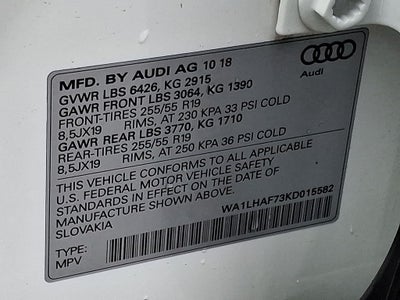 MFD. BY AUDI AG 10 18
GVWR LBS 6426, KG 2915
GAWR FRONT LBS 3064, KG 1390
FRONT-TIRES 255/55 R19
8,5JX19 RIMS, AT 230 KPA 33 PSI COLD
GAWR REAR LBS 3770, KG 1710
REAR-TIRES 255/55 R19
8,5JX19 RIMS, AT 250 KPA 36 PSI COLD
THIS VEHICLE CONFORMS TO ALL APPLICABLE
U.S. FEDERAL MOTOR VEHICLE SAFETY
STANDARDS IN EFFECT ON THE DATE OF
MANUFACTURE SHOWN ABOVE.
SLOVAKIA
WA1LHAF73KD015582
TYPE:
MPV
Audi